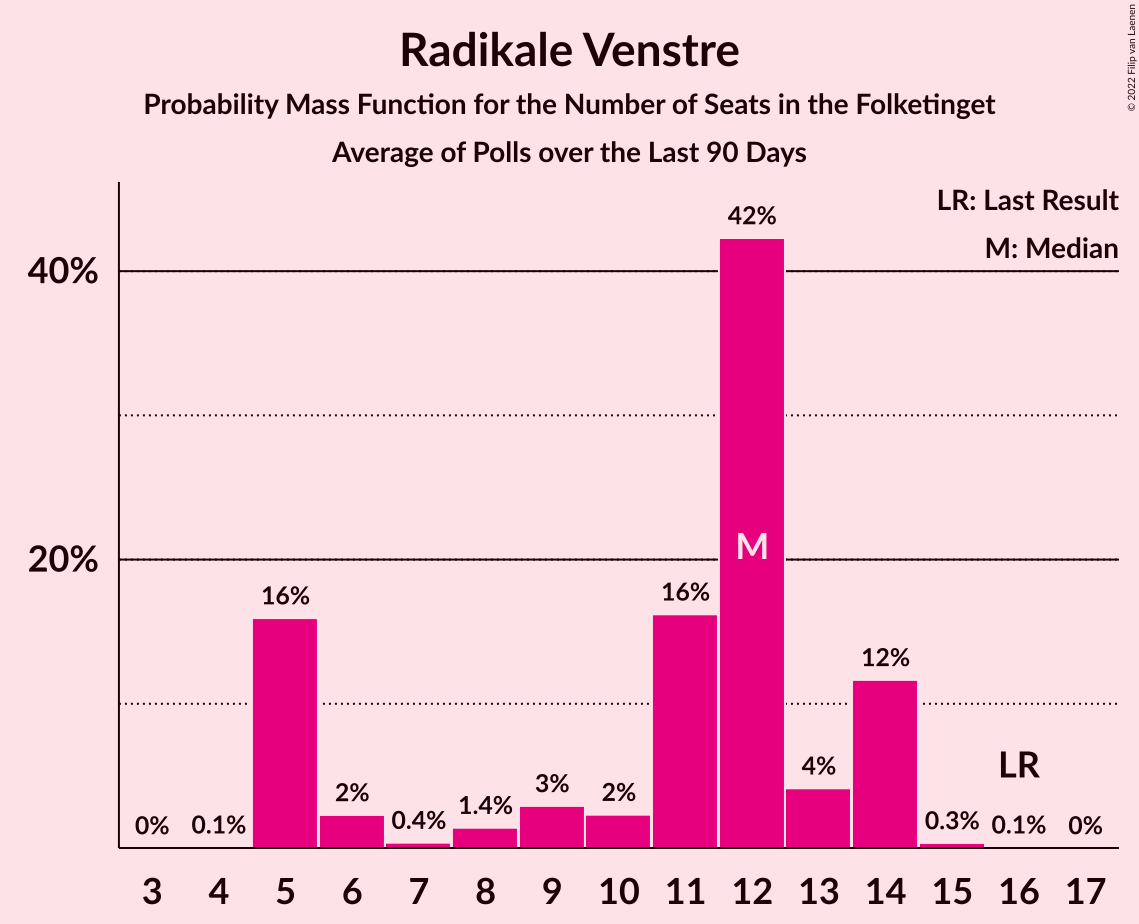 Radikale Venstre
Probability Mass Function for the Number of Seats in the Folketinget
Average of Polls over the Last 90 Days
© 2022 Filip van Laenen
LR: Last Result
M: Median
40%
20%
0%
0.1%
16%
2%
0.4%
1.4%
3%
2%
16%
42%
M
4%
12%
0.3%
LR
0.1%
0%
3 4 5 6 7 8 9 10 11 12 13 14 15 16 17